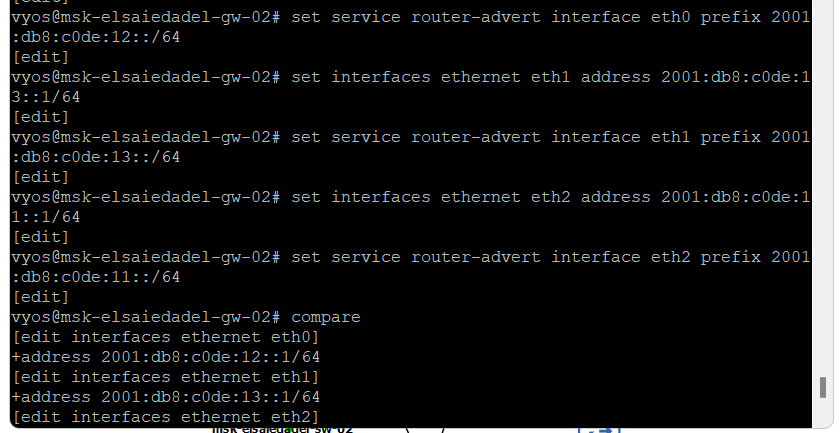 [edit]
vyos@msk-elsaiedadel-gw-02# set service router-advert interface eth0 prefix 2001
:db8:c0de:12::/64
[edit]
vyos@msk-elsaiedadel-gw-02# set interfaces ethernet eth1 address 2001:db8:c0de:1
3::1/64
[edit]
vyos@msk-elsaiedadel-gw-02# set service router-advert interface eth1 prefix 2001
:db8:c0de:13::/64
[edit]
vyos@msk-elsaiedadel-gw-02# set interfaces ethernet eth2 address 2001:db8:c0de:1
1::1/64
[edit]
vyos@msk-elsaiedadel-gw-02# set service router-advert interface eth2 prefix 2001
:db8:c0de:11::/64
[edit]
vyos@msk-elsaiedadel-gw-02# compare
[edit interfaces ethernet eth0]
+address 2001:db8:c0de:12::1/64
[edit interfaces ethernet eth1]
+address 2001:db8:c0de:13::1/64
[edit interfaces ethernet eth2]
msk-elsaiedadel-sw-02